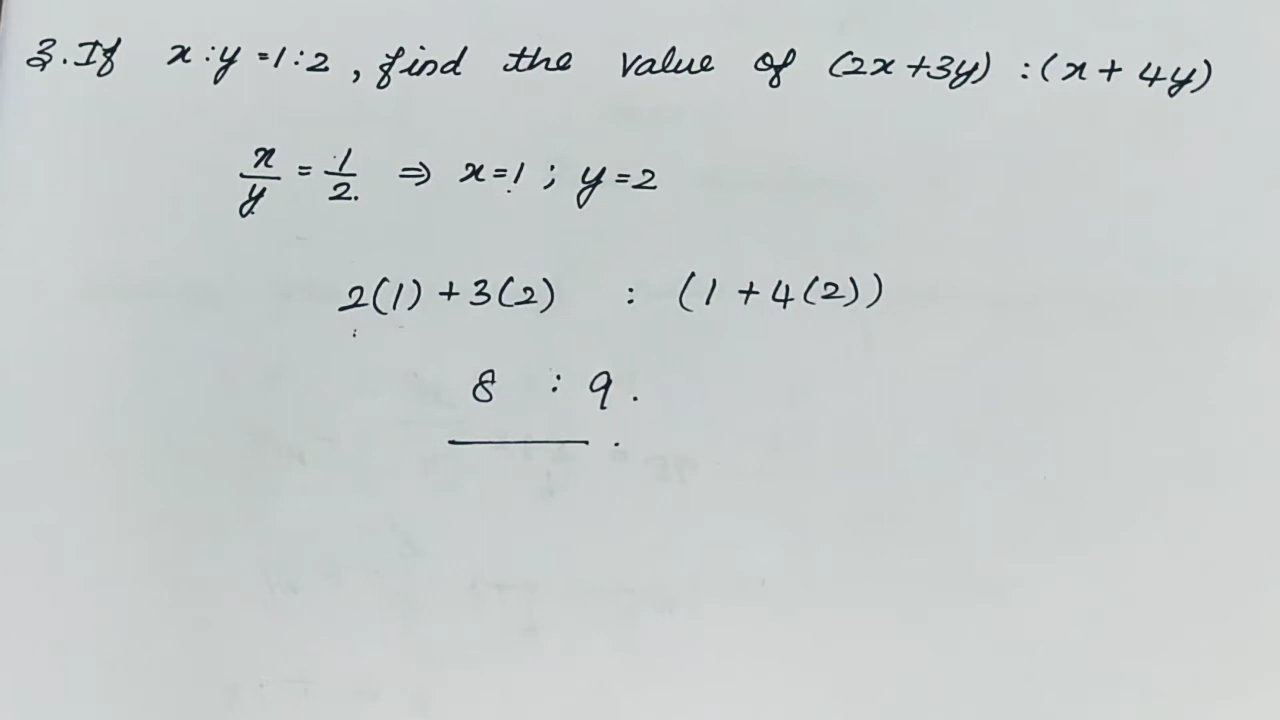 3. If x:y = 1:2, find the value of (2x+3y) : (x+4y)
x/y = 1/2 ⇒ x=1 ; y=2
2(1)+3(2) : (1+4(2))
8 : 9.